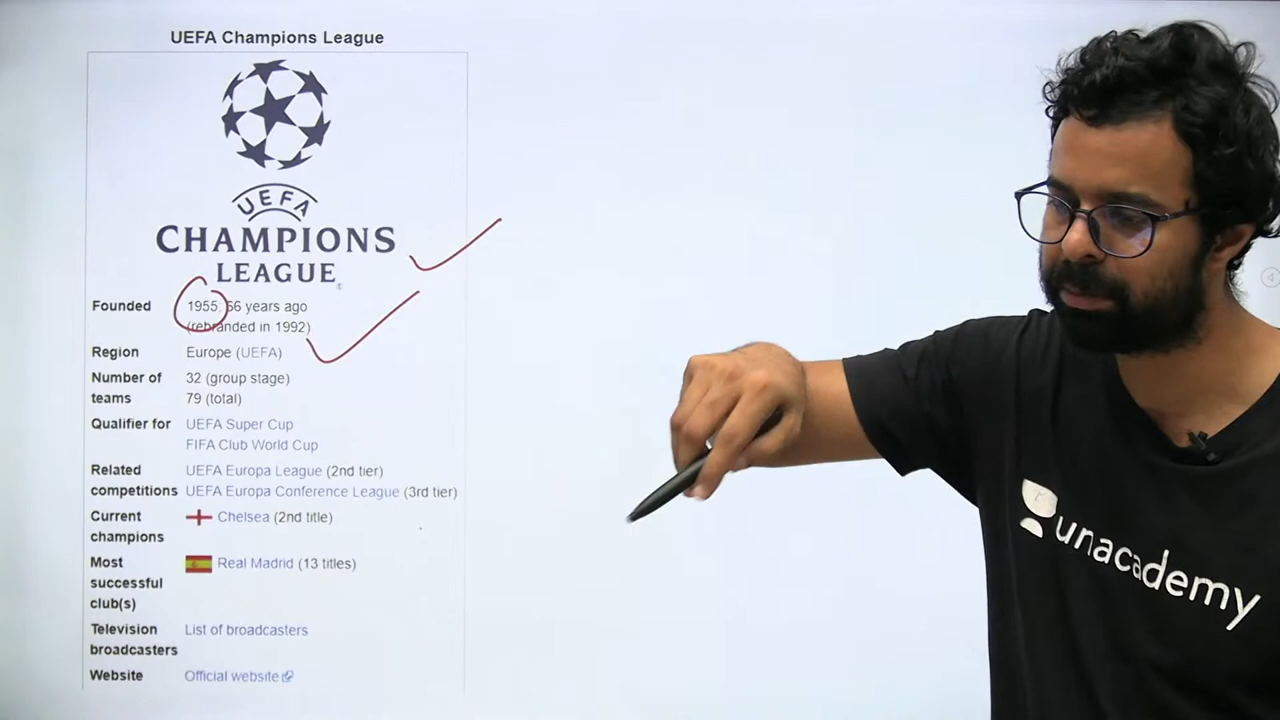 UEFA Champions League
UEFA
CHAMPIONS
LEAGUE
Founded 1955; 66 years ago
(rebranded in 1992)
Region Europe (UEFA)
Number of teams 32 (group stage)
79 (total)
Qualifier for UEFA Super Cup
FIFA Club World Cup
Related competitions UEFA Europa League (2nd tier)
UEFA Europa Conference League (3rd tier)
Current champions Chelsea (2nd title)
Most successful club(s) Real Madrid (13 titles)
Television broadcasters List of broadcasters
Website Official website
unacademy